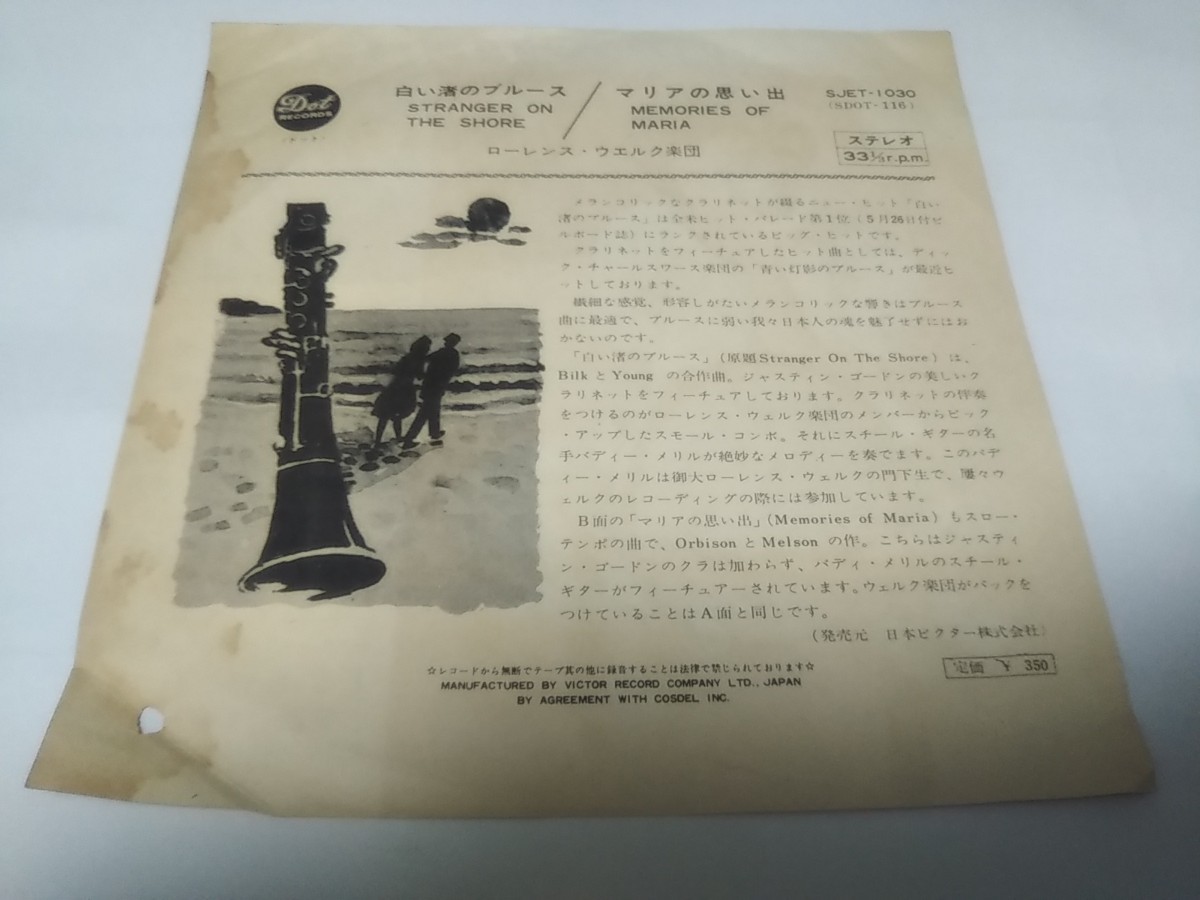 Dot
RECORDS
白い渚のブルース
STRANGER ON
THE SHORE
マリアの思い出
MEMORIES OF
MARIA
ローレンス・ウエルク楽団
SJET-1030
(SDOT-116)
ステレオ
33⅓r.p.m.
メランコリックなクラリネットが綴るニュー・ヒット「白い
渚のブルース」は全米ヒット・パレード第1位(5月26日付ビ
ルボード誌)にランクされているビッグ・ヒットです。
クラリネットをフィーチュアしたヒット曲としては、ディッ
ク・チャールスワース楽団の「青い灯影のブルース」が最近ヒ
ットしております。
繊細な感覚、形容しがたいメランコリックな響きはブルース
曲に最適で、ブルースに弱い我々日本人の魂を魅了せずにはお
かないのです。
「白い渚のブルース」(原題Stranger On The Shore)は、
BilkとYoung の合作曲。ジャスティン・ゴードンの美しいク
ラリネットをフィーチュアしております。クラリネットの伴奏
をつけるのがローレンス・ウェルク楽団のメンバーからピック
・アップしたスモール・コンボ。それにスチール・ギターの名
手バディー・メリルが絶妙なメロディーを奏でます。このバデ
ィー・メリルは御大ローレンス・ウェルクの門下生で、屢々ウ
ェルクのレコーディングの際には参加しています。
B面の「マリアの思い出」(Memories of Maria)もスロー・
テンポの曲で、OrbisonとMelson の作。こちらはジャスティ
ン・ゴードンのクラは加わらず、バディ・メリルのスチール・
ギターがフィーチュアーされています。ウェルク楽団がバックを
つけていることはA面と同じです。
(発売元 日本ビクター株式会社)
☆レコードから無断でテープ其の他に録音することは法律で禁じられております☆
MANUFACTURED BY VICTOR RECORD COMPANY LTD., JAPAN
BY AGREEMENT WITH COSDEL INC.
定価 ¥ 350